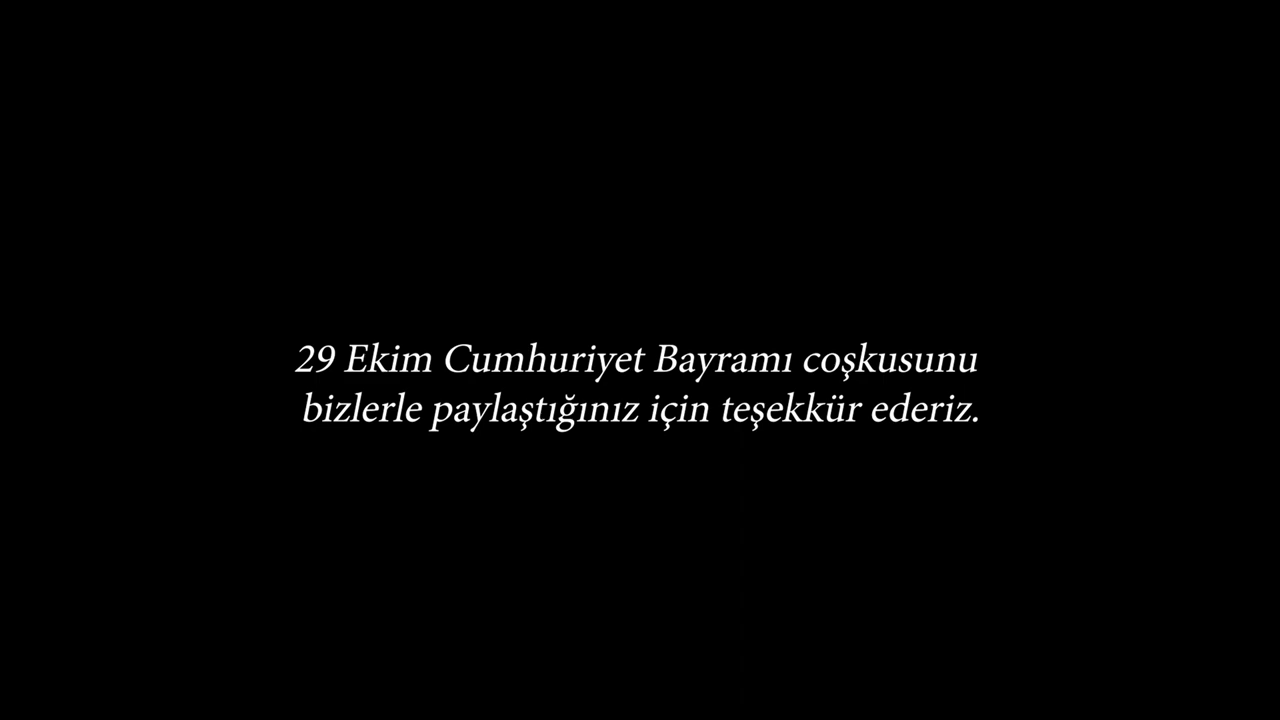 29 Ekim Cumhuriyet Bayramı coşkusunu
bizlerle paylaştığınız için teşekkür ederiz.